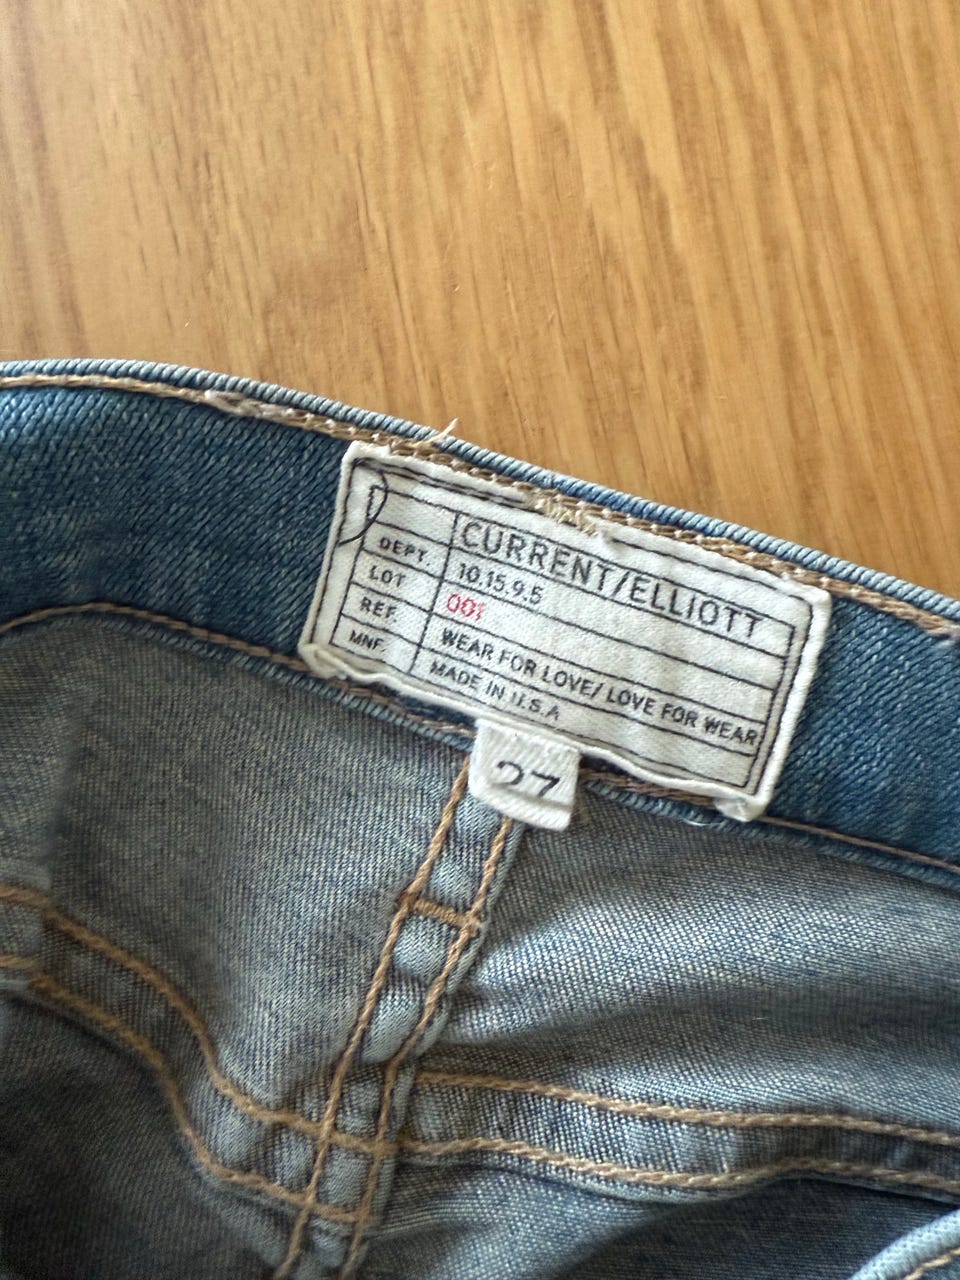 CURRENT/ELLIOTT
DEPT. 10.15.9.5
LOT 001
REF. WEAR FOR LOVE/ LOVE FOR WEAR
MNF. MADE IN U.S.A
27